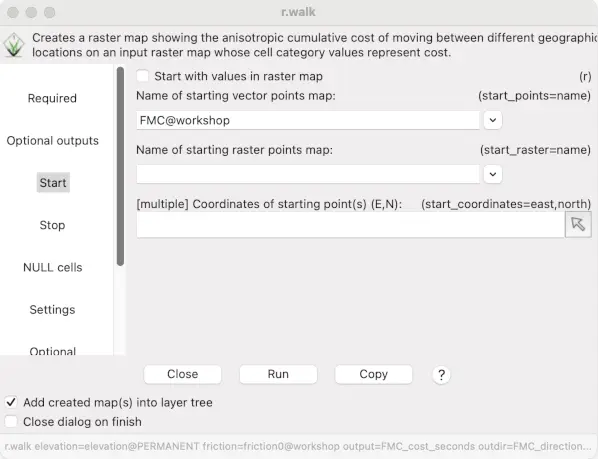 r.walk
Creates a raster map showing the anisotropic cumulative cost of moving between different geographic
locations on an input raster map whose cell category values represent cost.
Required
Optional outputs
Start
Stop
NULL cells
Settings
Optional
Start with values in raster map (r)
Name of starting vector points map: (start_points=name)
FMC@workshop
Name of starting raster points map: (start_raster=name)
[multiple] Coordinates of starting point(s) (E,N): (start_coordinates=east,north)
Close Run Copy ?
Add created map(s) into layer tree
Close dialog on finish
r.walk elevation=elevation@PERMANENT friction=friction0@workshop output=FMC_cost_seconds outdir=FMC_direction...